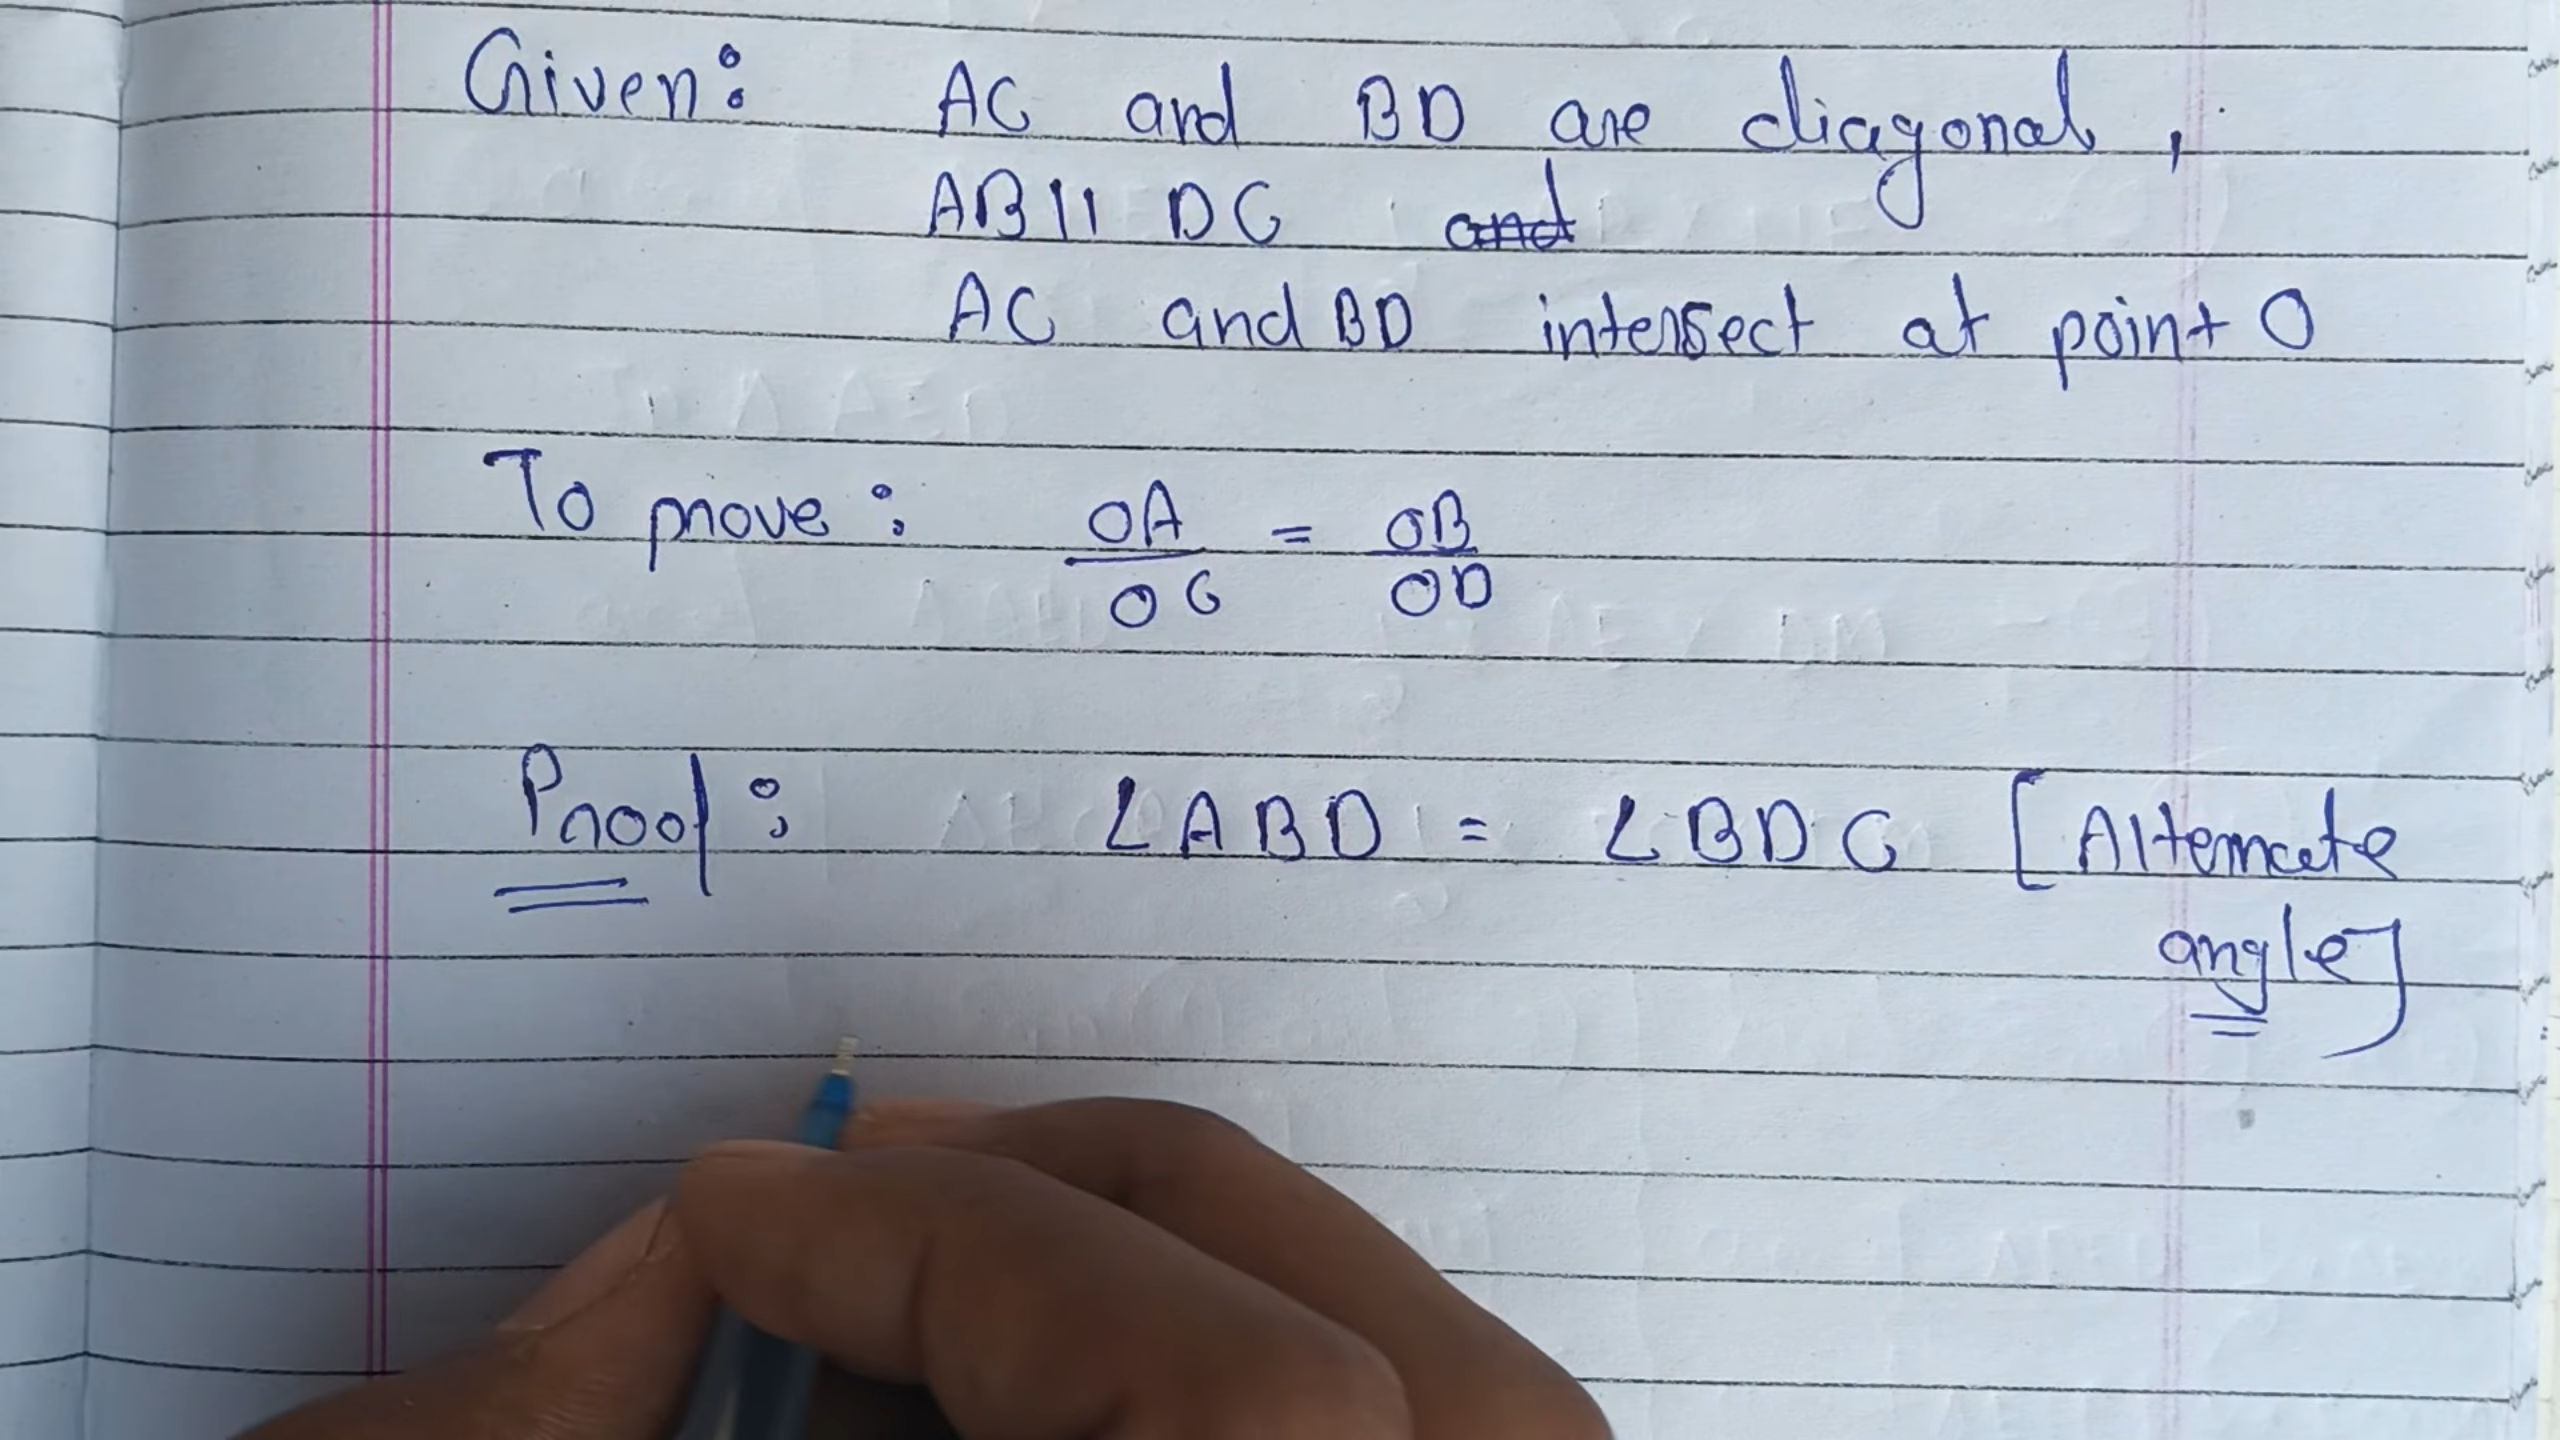 Given: AC and BD are diagonal,
AB || DC and
AC and BD intersect at point O
To prove: OA/OC = OB/OD
Proof: ∠ABD = ∠BDC [Alternate
angle]